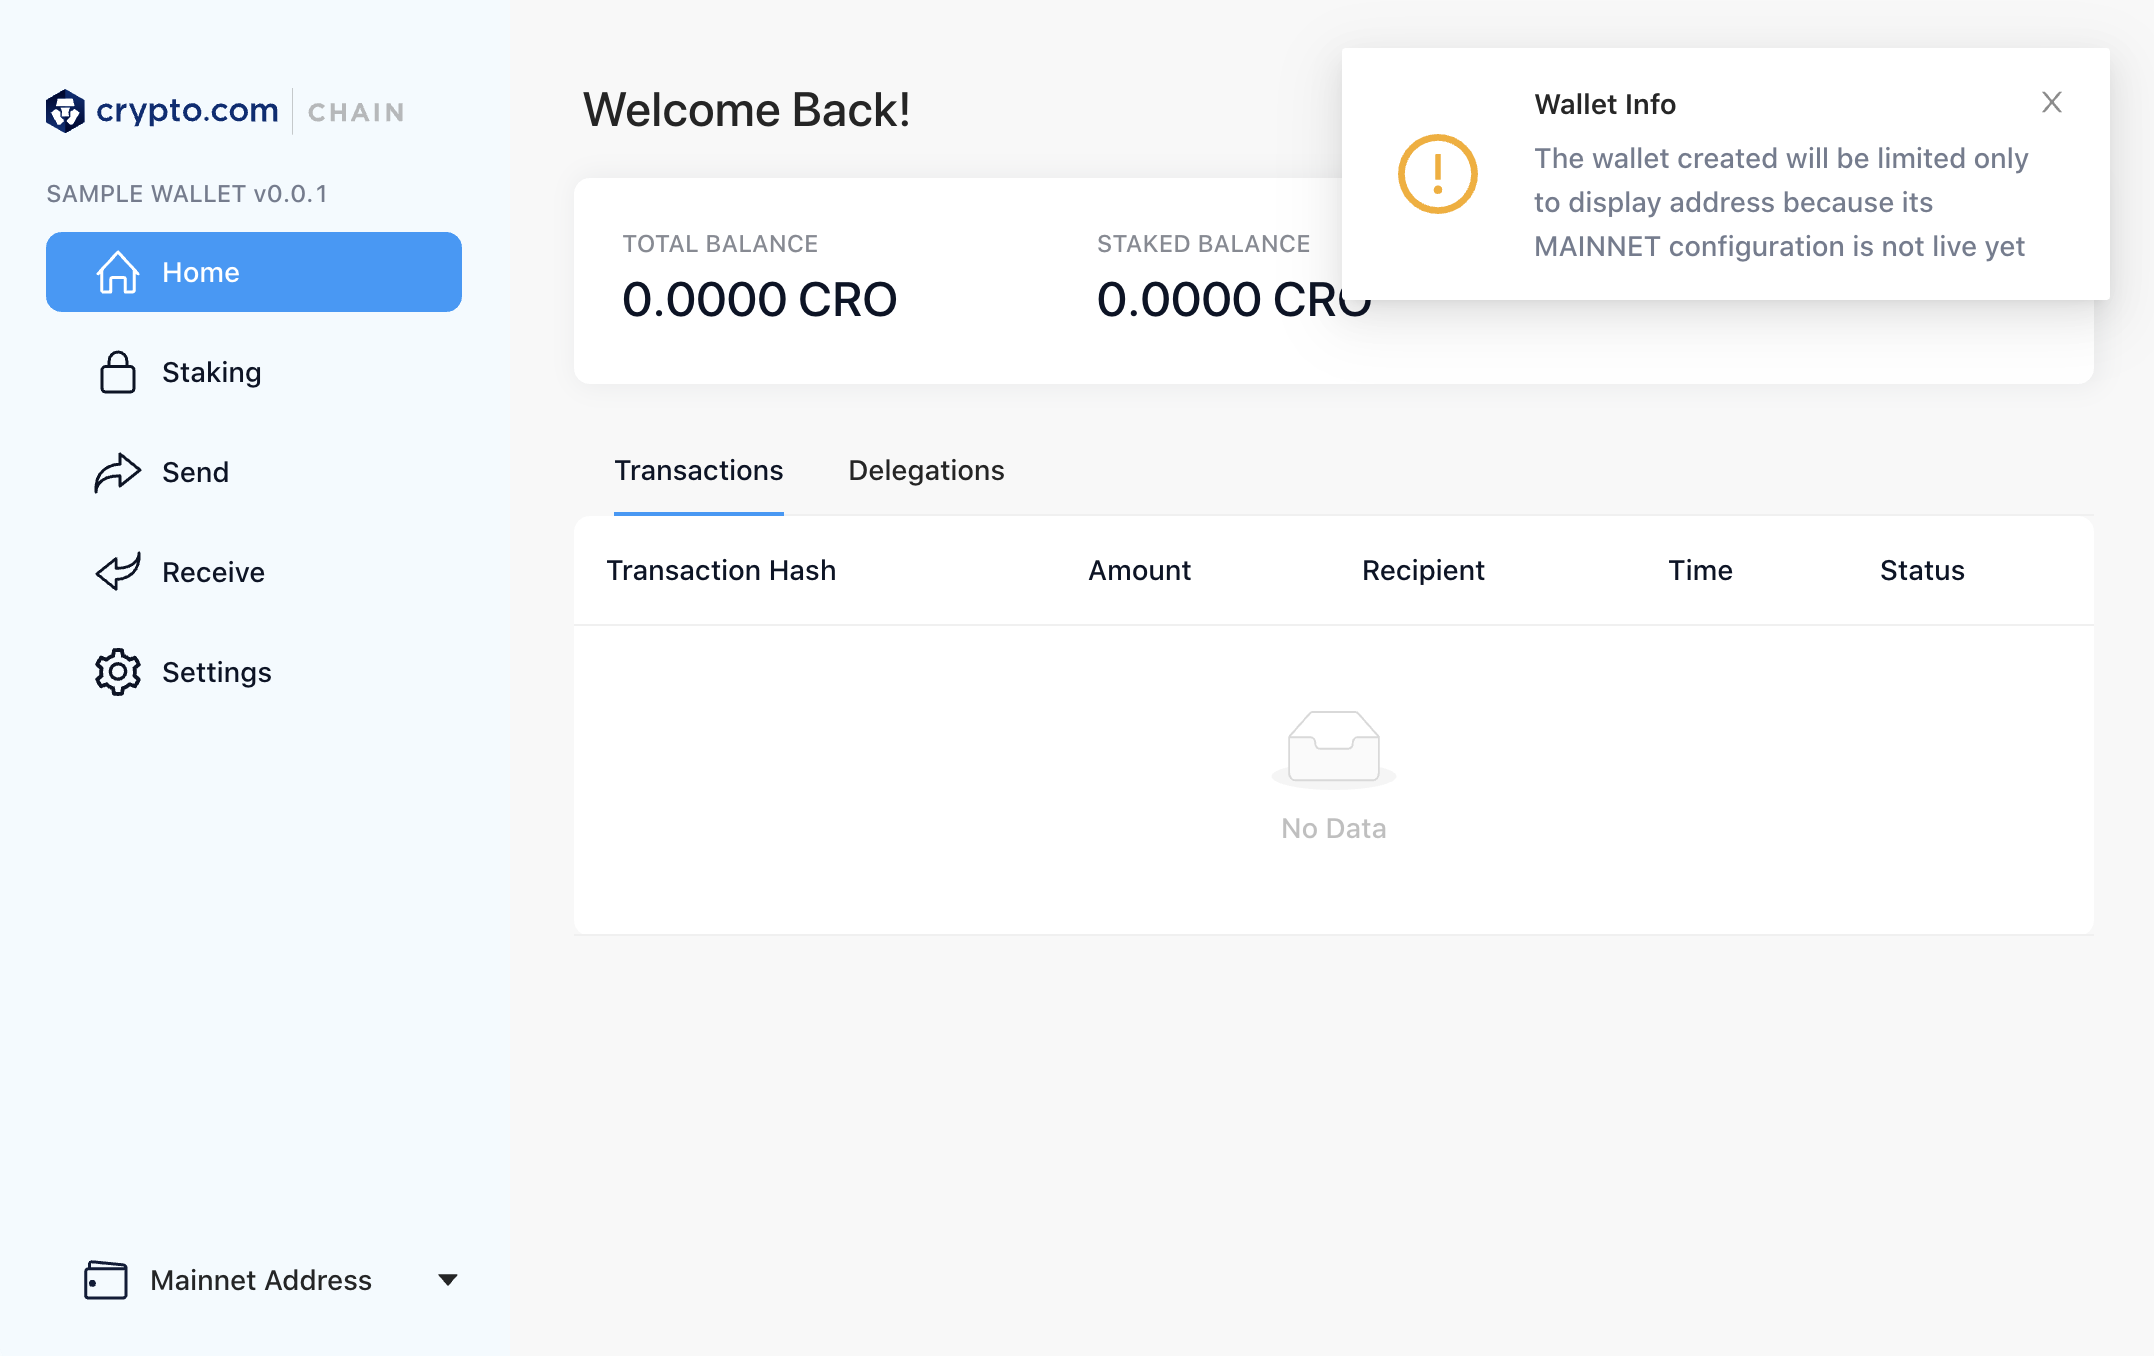 crypto.com | CHAIN
SAMPLE WALLET v0.0.1
Home
Staking
Send
Receive
Settings
Mainnet Address
Welcome Back!
Wallet Info
The wallet created will be limited only
to display address because its
MAINNET configuration is not live yet
TOTAL BALANCE
0.0000 CRO
STAKED BALANCE
0.0000 CRO
Transactions
Delegations
Transaction Hash
Amount
Recipient
Time
Status
No Data